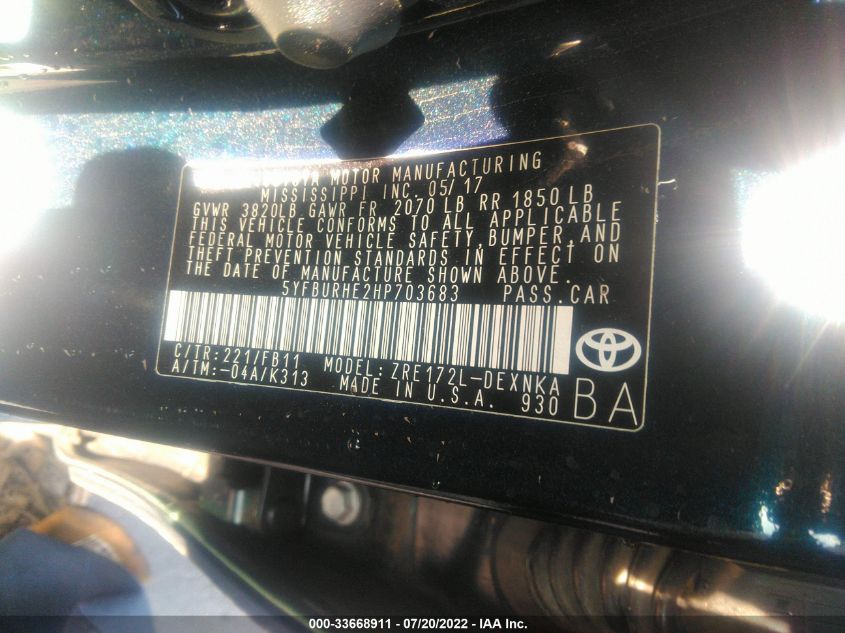 TOYOTA MOTOR MANUFACTURING
MISSISSIPPI INC. 05/17
GVWR 3820LB GAWR FR 2070 LB RR 1850 LB
THIS VEHICLE CONFORMS TO ALL APPLICABLE
FEDERAL MOTOR VEHICLE SAFETY, BUMPER, AND
THEFT PREVENTION STANDARDS IN EFFECT ON
THE DATE OF MANUFACTURE SHOWN ABOVE.
5YFBURHE2HP703683 PASS.CAR
C/TR:221/FB11 MODEL: ZRE172L-DEXNKA
A/TM:-04A/K313 MADE IN U.S.A. 930 BA
000-33668911 - 07/20/2022 - IAA Inc.